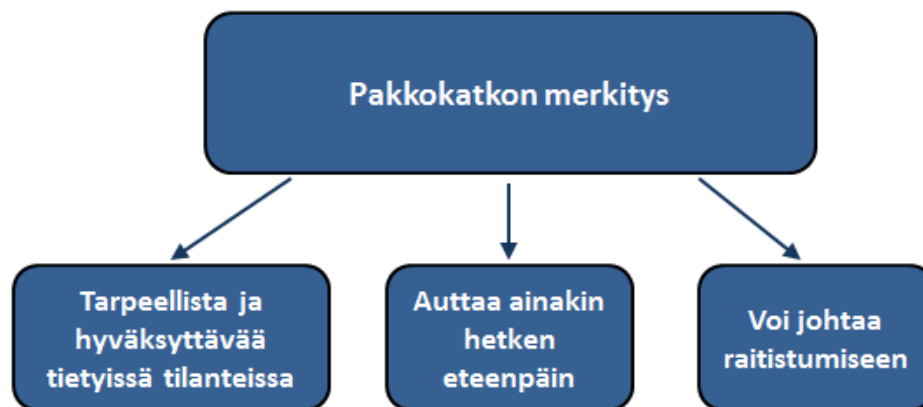 Pakkokatkon merkitys
Tarpeellista ja
hyväksyttävää
tietyissä tilanteissa
Auttaa ainakin
hetken
eteenpäin
Voi johtaa
raitistumiseen